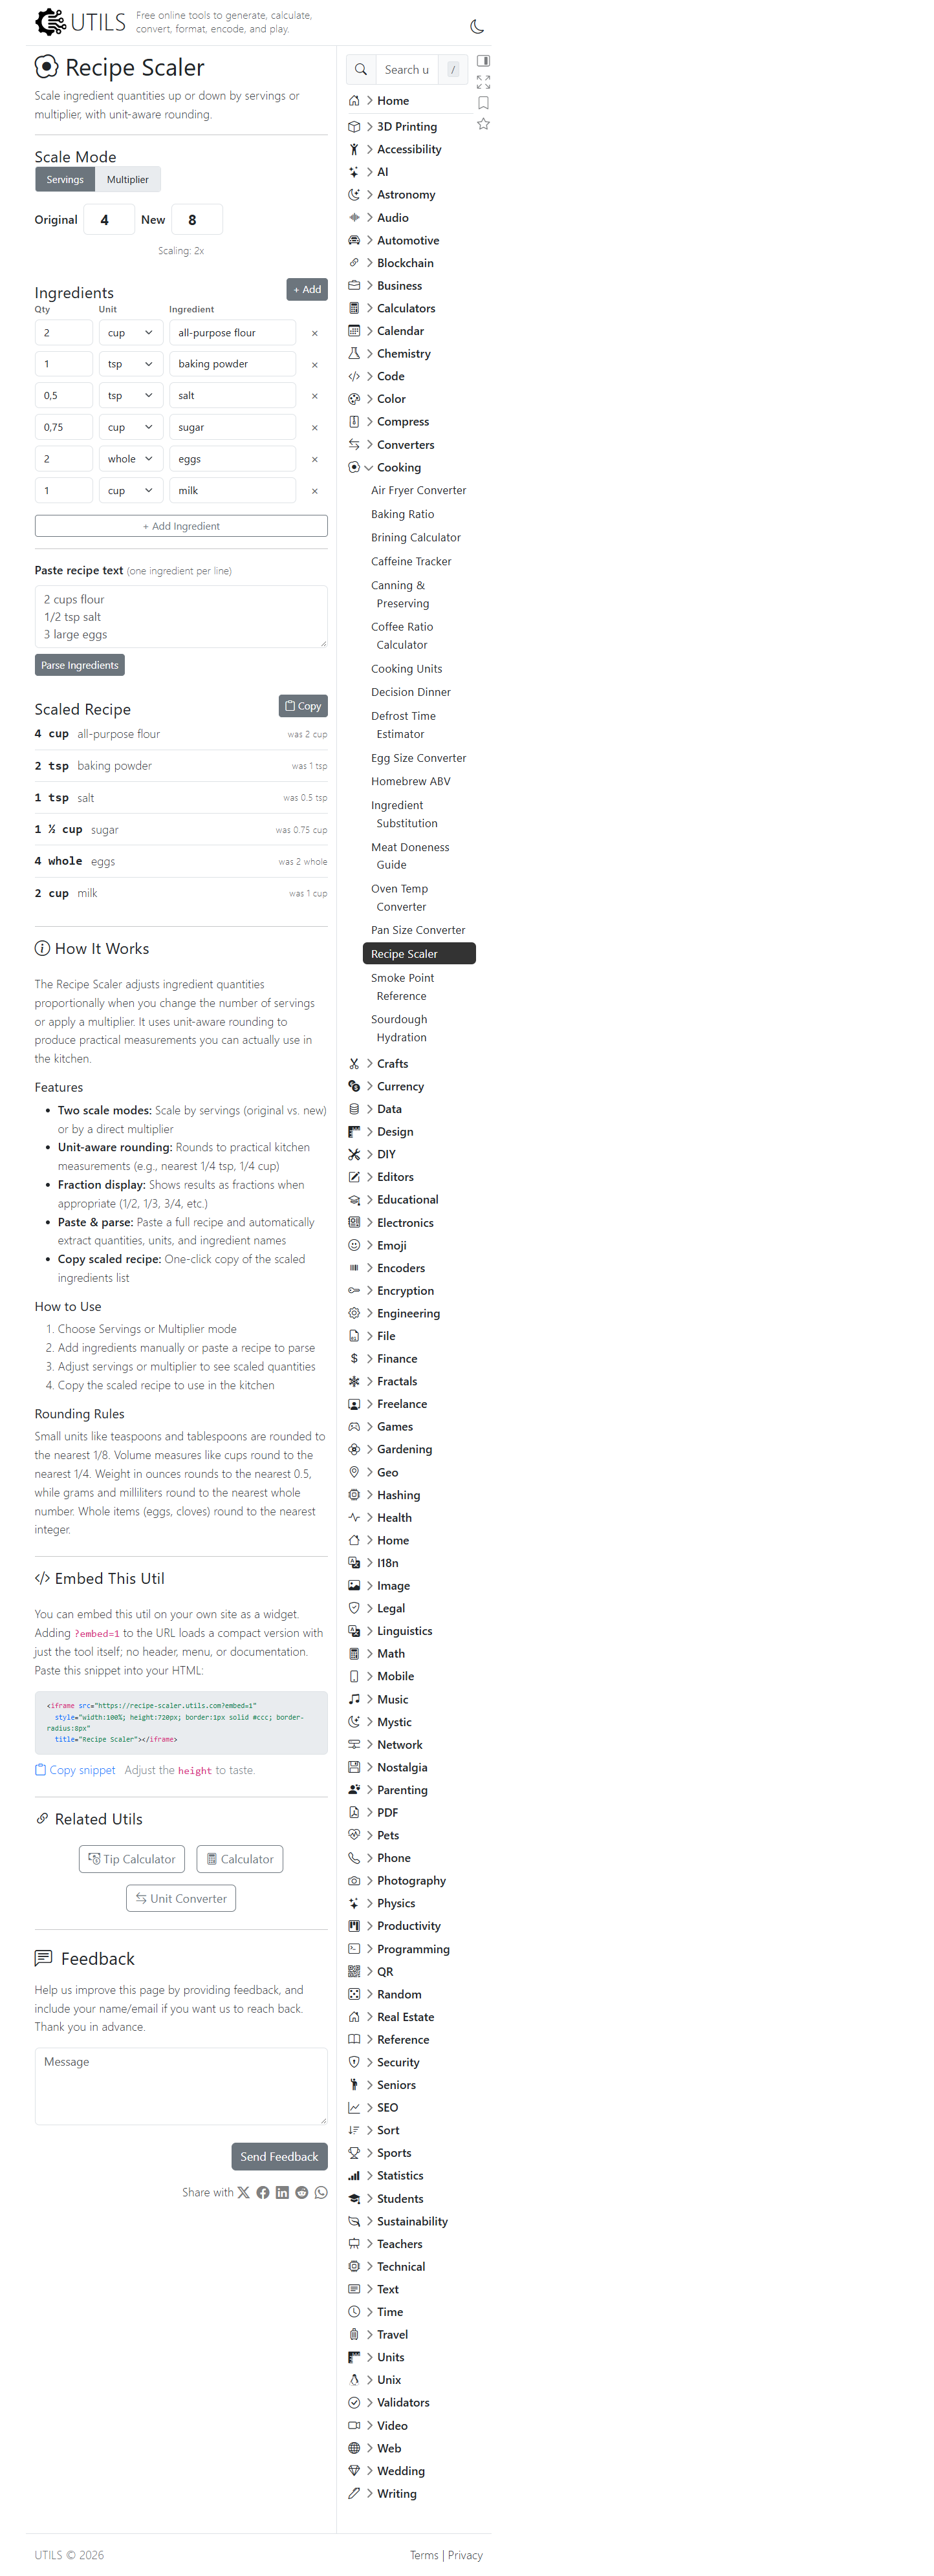 UTILS
Free online tools to generate, calculate,
convert, format, encode, and play.
Recipe Scaler
Scale ingredient quantities up or down by servings or
multiplier, with unit-aware rounding.
Scale Mode
Servings Multiplier
Original 4 New 8
Scaling: 2x
Ingredients + Add
Qty Unit Ingredient
2 cup all-purpose flour ×
1 tsp baking powder ×
0,5 tsp salt ×
0,75 cup sugar ×
2 whole eggs ×
1 cup milk ×
+ Add Ingredient
Paste recipe text (one ingredient per line)
2 cups flour
1/2 tsp salt
3 large eggs
Parse Ingredients
Scaled Recipe Copy
4 cup all-purpose flour was 2 cup
2 tsp baking powder was 1 tsp
1 tsp salt was 0.5 tsp
1 ½ cup sugar was 0.75 cup
4 whole eggs was 2 whole
2 cup milk was 1 cup
How It Works
The Recipe Scaler adjusts ingredient quantities
proportionally when you change the number of servings
or apply a multiplier. It uses unit-aware rounding to
produce practical measurements you can actually use in
the kitchen.
Features
• Two scale modes: Scale by servings (original vs. new)
or by a direct multiplier
• Unit-aware rounding: Rounds to practical kitchen
measurements (e.g., nearest 1/4 tsp, 1/4 cup)
• Fraction display: Shows results as fractions when
appropriate (1/2, 1/3, 3/4, etc.)
• Paste & parse: Paste a full recipe and automatically
extract quantities, units, and ingredient names
• Copy scaled recipe: One-click copy of the scaled
ingredients list
How to Use
1. Choose Servings or Multiplier mode
2. Add ingredients manually or paste a recipe to parse
3. Adjust servings or multiplier to see scaled quantities
4. Copy the scaled recipe to use in the kitchen
Rounding Rules
Small units like teaspoons and tablespoons are rounded to
the nearest 1/8. Volume measures like cups round to the
nearest 1/4. Weight in ounces rounds to the nearest 0.5,
while grams and milliliters round to the nearest whole
number. Whole items (eggs, cloves) round to the nearest
integer.
Embed This Util
You can embed this util on your own site as a widget.
Adding ?embed=1 to the URL loads a compact version with
just the tool itself; no header, menu, or documentation.
Paste this snippet into your HTML:
<iframe src="https://recipe-scaler.utils.com?embed=1"
style="width:100%; height:720px; border:1px solid #ccc; border-
radius:8px"
title="Recipe Scaler"></iframe>
Copy snippet Adjust the height to taste.
Related Utils
Tip Calculator Calculator
Unit Converter
Feedback
Help us improve this page by providing feedback, and
include your name/email if you want us to reach back.
Thank you in advance.
Message
Send Feedback
Share with
Search u /
Home
3D Printing
Accessibility
AI
Astronomy
Audio
Automotive
Blockchain
Business
Calculators
Calendar
Chemistry
Code
Color
Compress
Converters
Cooking
Air Fryer Converter
Baking Ratio
Brining Calculator
Caffeine Tracker
Canning &
Preserving
Coffee Ratio
Calculator
Cooking Units
Decision Dinner
Defrost Time
Estimator
Egg Size Converter
Homebrew ABV
Ingredient
Substitution
Meat Doneness
Guide
Oven Temp
Converter
Pan Size Converter
Recipe Scaler
Smoke Point
Reference
Sourdough
Hydration
Crafts
Currency
Data
Design
DIY
Editors
Educational
Electronics
Emoji
Encoders
Encryption
Engineering
File
Finance
Fractals
Freelance
Games
Gardening
Geo
Hashing
Health
Home
I18n
Image
Legal
Linguistics
Math
Mobile
Music
Mystic
Network
Nostalgia
Parenting
PDF
Pets
Phone
Photography
Physics
Productivity
Programming
QR
Random
Real Estate
Reference
Security
Seniors
SEO
Sort
Sports
Statistics
Students
Sustainability
Teachers
Technical
Text
Time
Travel
Units
Unix
Validators
Video
Web
Wedding
Writing
UTILS © 2026 Terms | Privacy